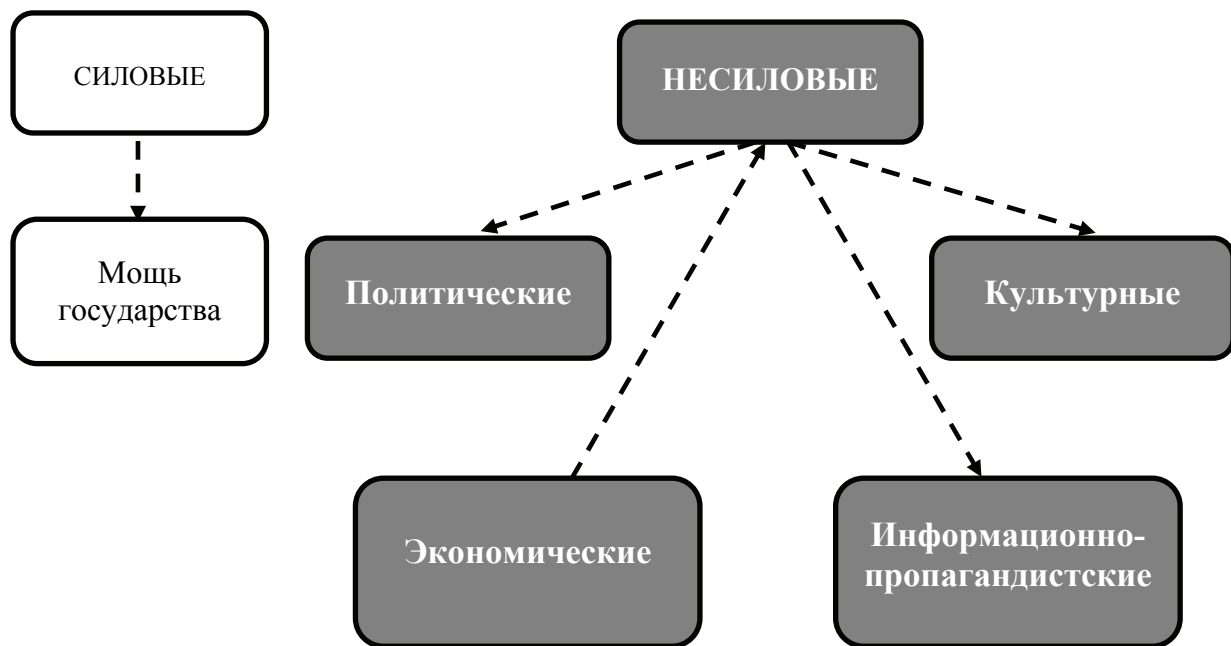 СИЛОВЫЕ
НЕСИЛОВЫЕ
Мощь
государства
Политические
Культурные
Экономические
Информационно-
пропагандистские